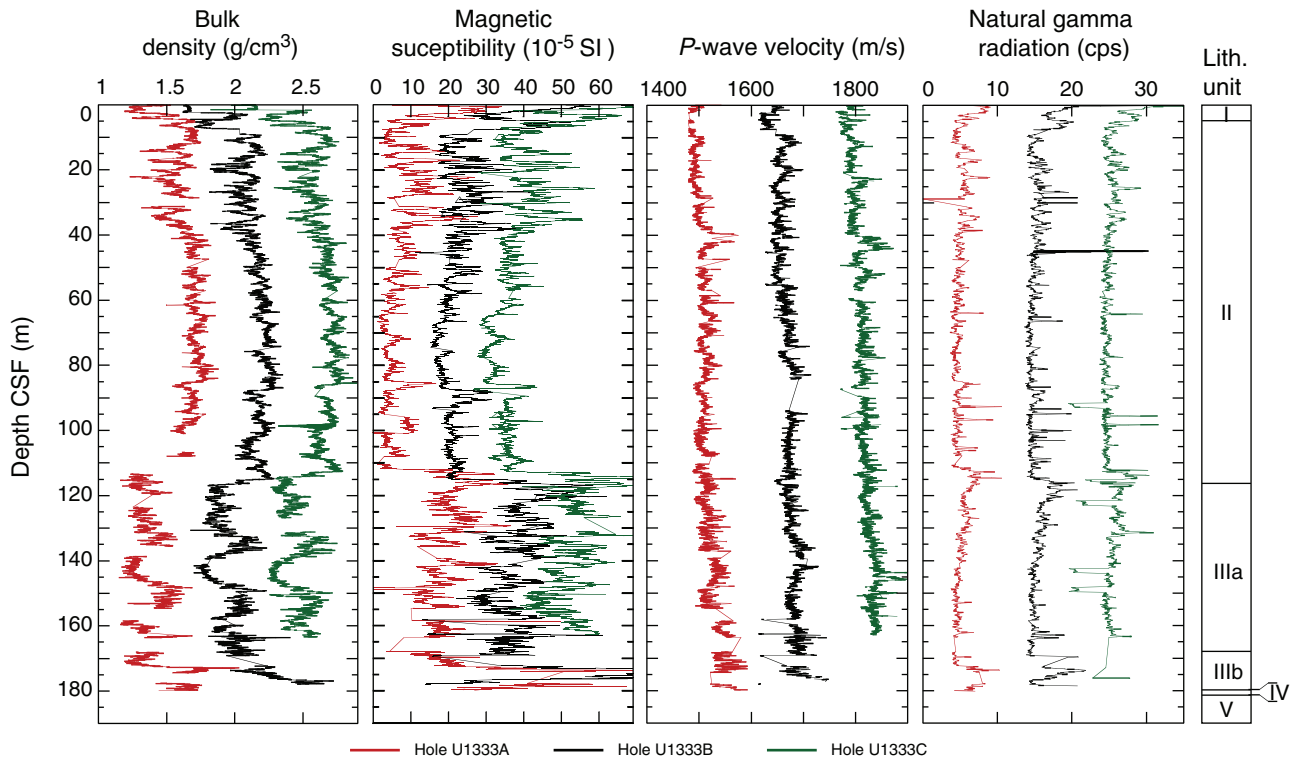 Bulk
density (g/cm³)
Magnetic
suceptibility (10⁻⁵ SI )
P-wave velocity (m/s)
Natural gamma
radiation (cps)
Lith.
unit
1 1.5 2 2.5
0 10 20 30 40 50 60
1400 1600 1800
0 10 20 30
0
20
40
60
80
100
120
140
160
180
Depth CSF (m)
I
II
IIIa
IIIb
IV
V
Hole U1333A Hole U1333B Hole U1333C